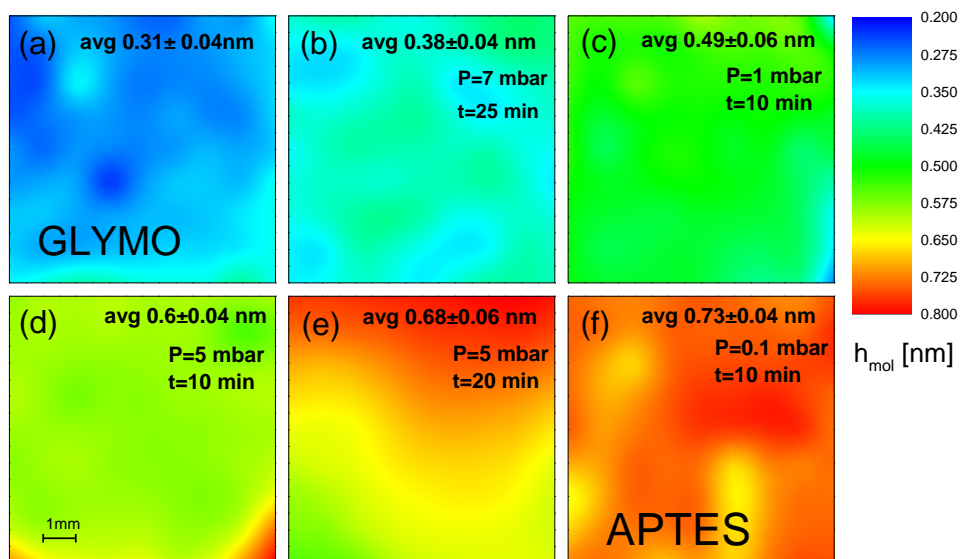 (a)
avg 0.31± 0.04nm
GLYMO
(b)
avg 0.38±0.04 nm
P=7 mbar
t=25 min
(c)
avg 0.49±0.06 nm
P=1 mbar
t=10 min
(d)
avg 0.6±0.04 nm
P=5 mbar
t=10 min
1mm
(e)
avg 0.68±0.06 nm
P=5 mbar
t=20 min
(f)
avg 0.73±0.04 nm
P=0.1 mbar
t=10 min
APTES
0.200
0.275
0.350
0.425
0.500
0.575
0.650
0.725
0.800
h_mol [nm]